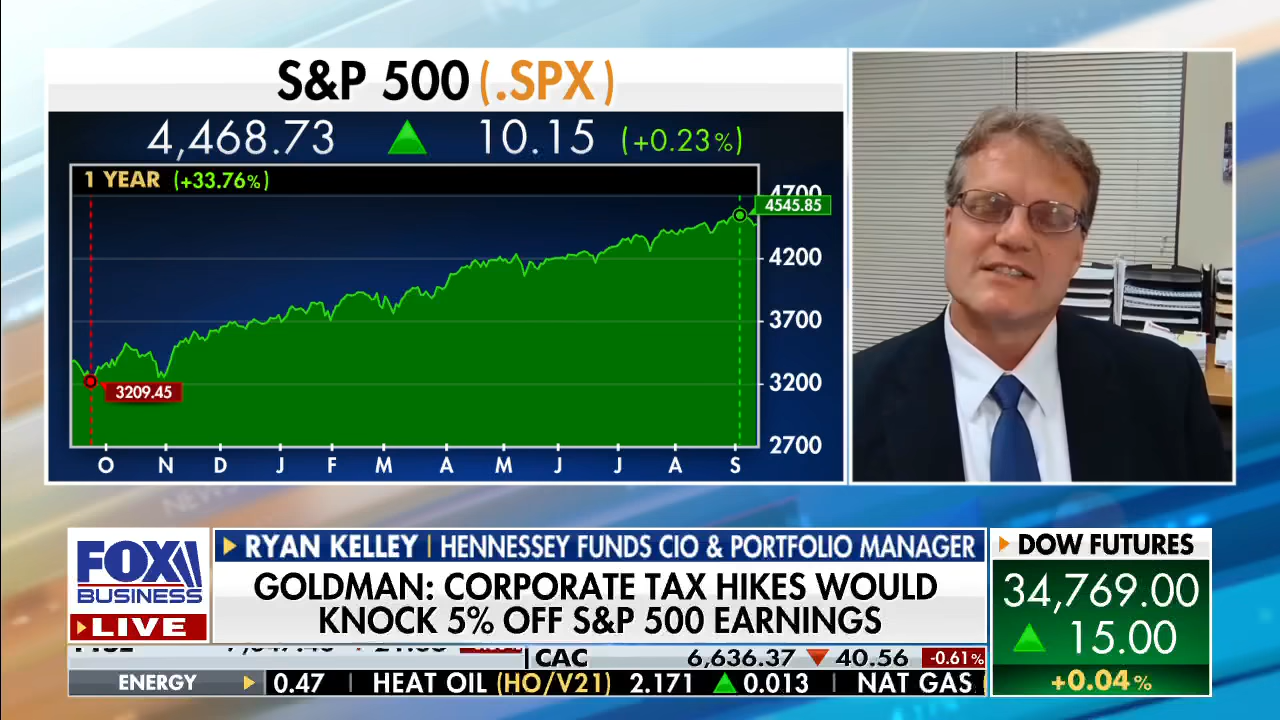 S&P 500 (.SPX)
4,468.73 ▲ 10.15 (+0.23%)
1 YEAR (+33.76%)
4700
4545.85
4200
3700
3200
2700
3209.45
O N D J F M A M J J A S
FOX
BUSINESS
LIVE
RYAN KELLEY | HENNESSEY FUNDS CIO & PORTFOLIO MANAGER
GOLDMAN: CORPORATE TAX HIKES WOULD
KNOCK 5% OFF S&P 500 EARNINGS
CAC 6,636.37 ▼ 40.56 -0.61%
ENERGY 0.47 | HEAT OIL (HO/V21) 2.171 ▲ 0.013 | NAT GAS
DOW FUTURES
34,769.00
▲ 15.00
+0.04%